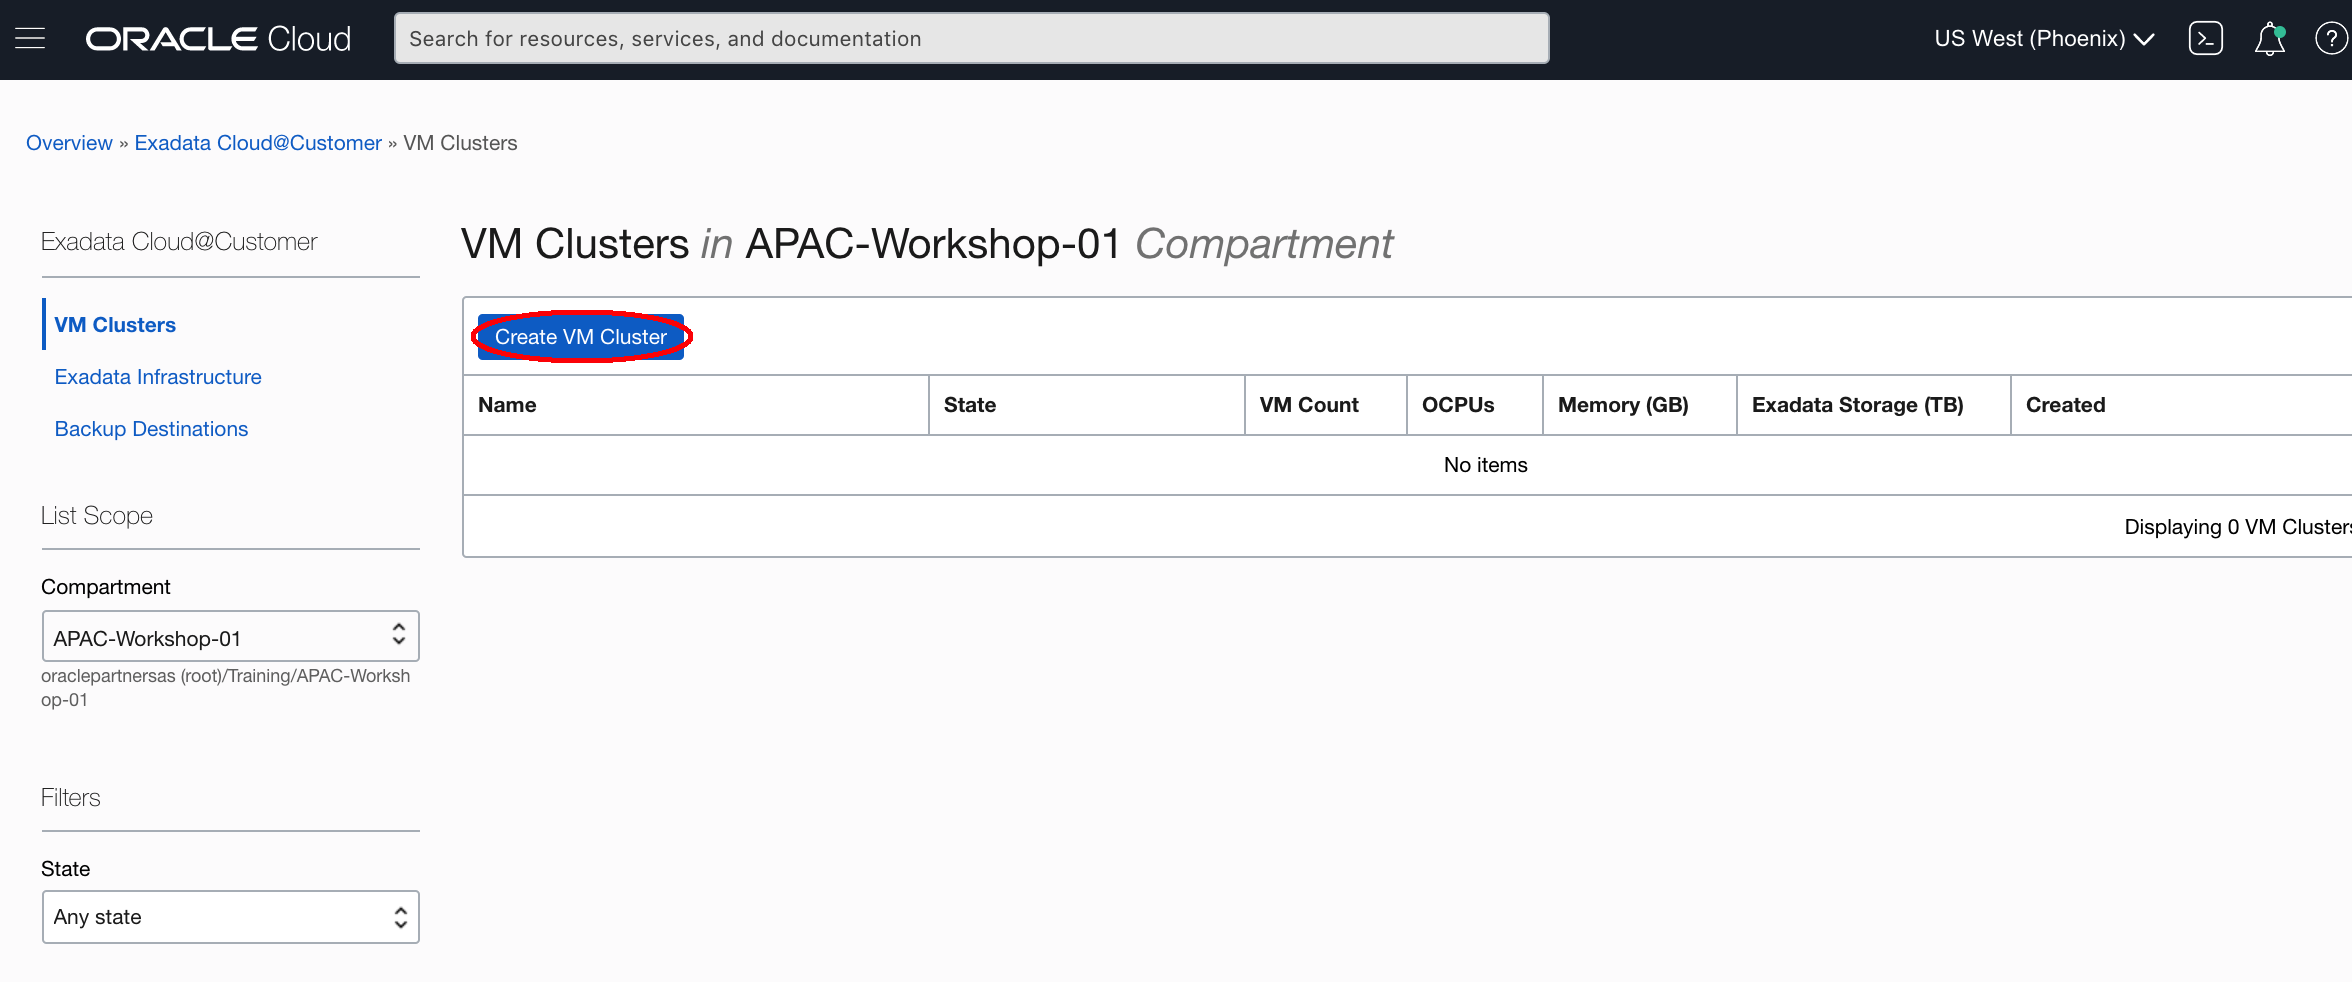 ORACLE Cloud
Search for resources, services, and documentation
US West (Phoenix)
Overview » Exadata Cloud@Customer » VM Clusters
Exadata Cloud@Customer
VM Clusters
Exadata Infrastructure
Backup Destinations
List Scope
Compartment
APAC-Workshop-01
oraclepartnersas (root)/Training/APAC-Worksh
op-01
Filters
State
Any state
VM Clusters in APAC-Workshop-01 Compartment
Create VM Cluster
Name State VM Count OCPUs Memory (GB) Exadata Storage (TB) Created
No items
Displaying 0 VM Clusters